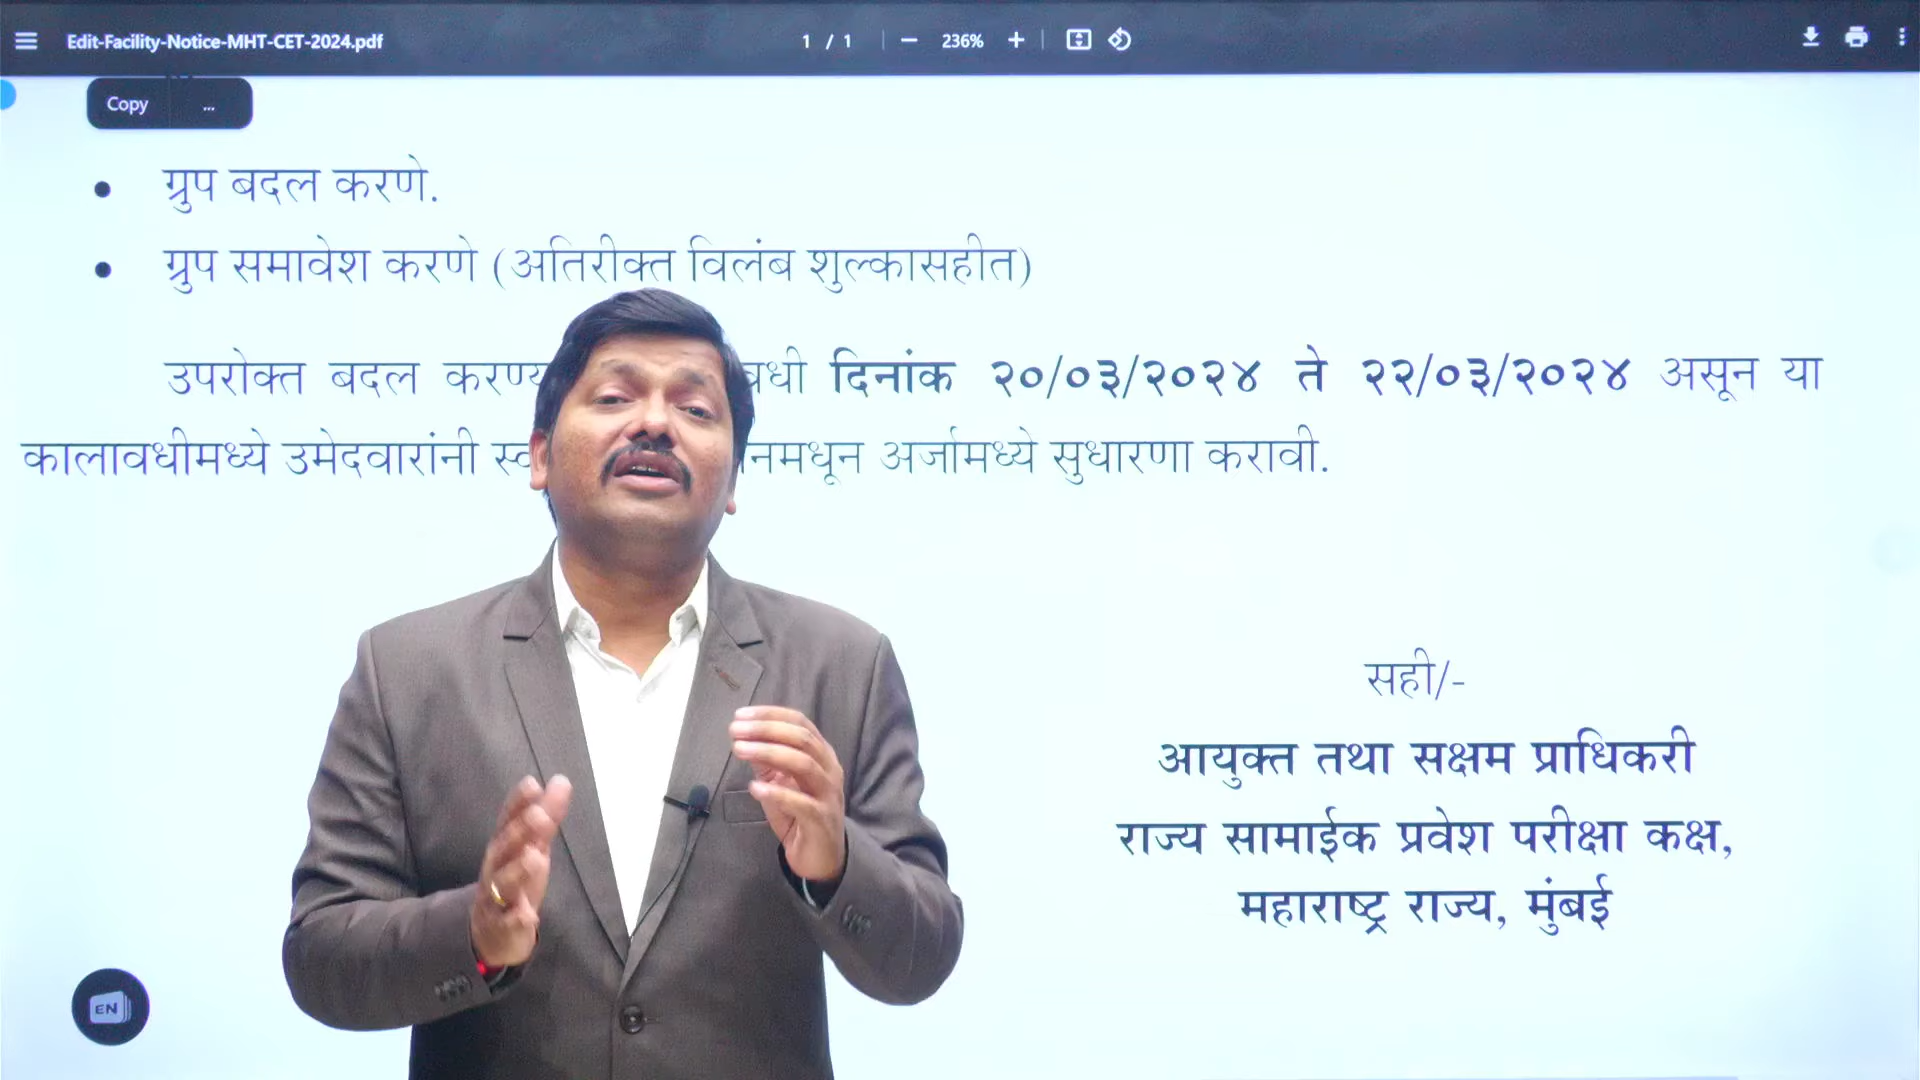 Edit-Facility-Notice-MHT-CET-2024.pdf
1 / 1
236%
Copy ...
• ग्रुप बदल करणे.
• ग्रुप समावेश करणे (अतिरीक्त विलंब शुल्कासहीत)
उपरोक्त बदल दिनांक २०/०३/२०२४ ते २२/०३/२०२४ असून या
कालावधीमध्ये उमेदवारांनी अर्जामध्ये सुधारणा करावी.
सही/-
आयुक्त तथा सक्षम प्राधिकरी
राज्य सामाईक प्रवेश परीक्षा कक्ष,
महाराष्ट्र राज्य, मुंबई
EN